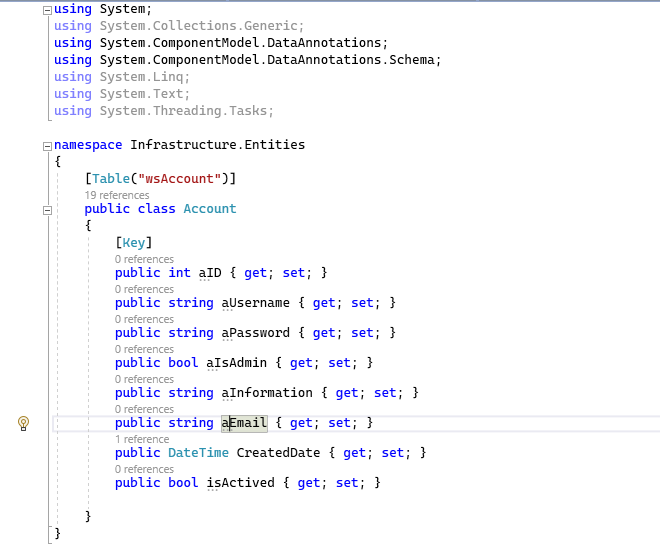 using System;
using System.Collections.Generic;
using System.ComponentModel.DataAnnotations;
using System.ComponentModel.DataAnnotations.Schema;
using System.Linq;
using System.Text;
using System.Threading.Tasks;
namespace Infrastructure.Entities
{
[Table("wsAccount")]
19 references
public class Account
{
[Key]
0 references
public int aID { get; set; }
0 references
public string aUsername { get; set; }
0 references
public string aPassword { get; set; }
0 references
public bool aIsAdmin { get; set; }
0 references
public string aInformation { get; set; }
0 references
public string aEmail { get; set; }
1 reference
public DateTime CreatedDate { get; set; }
0 references
public bool isActived { get; set; }
}
}